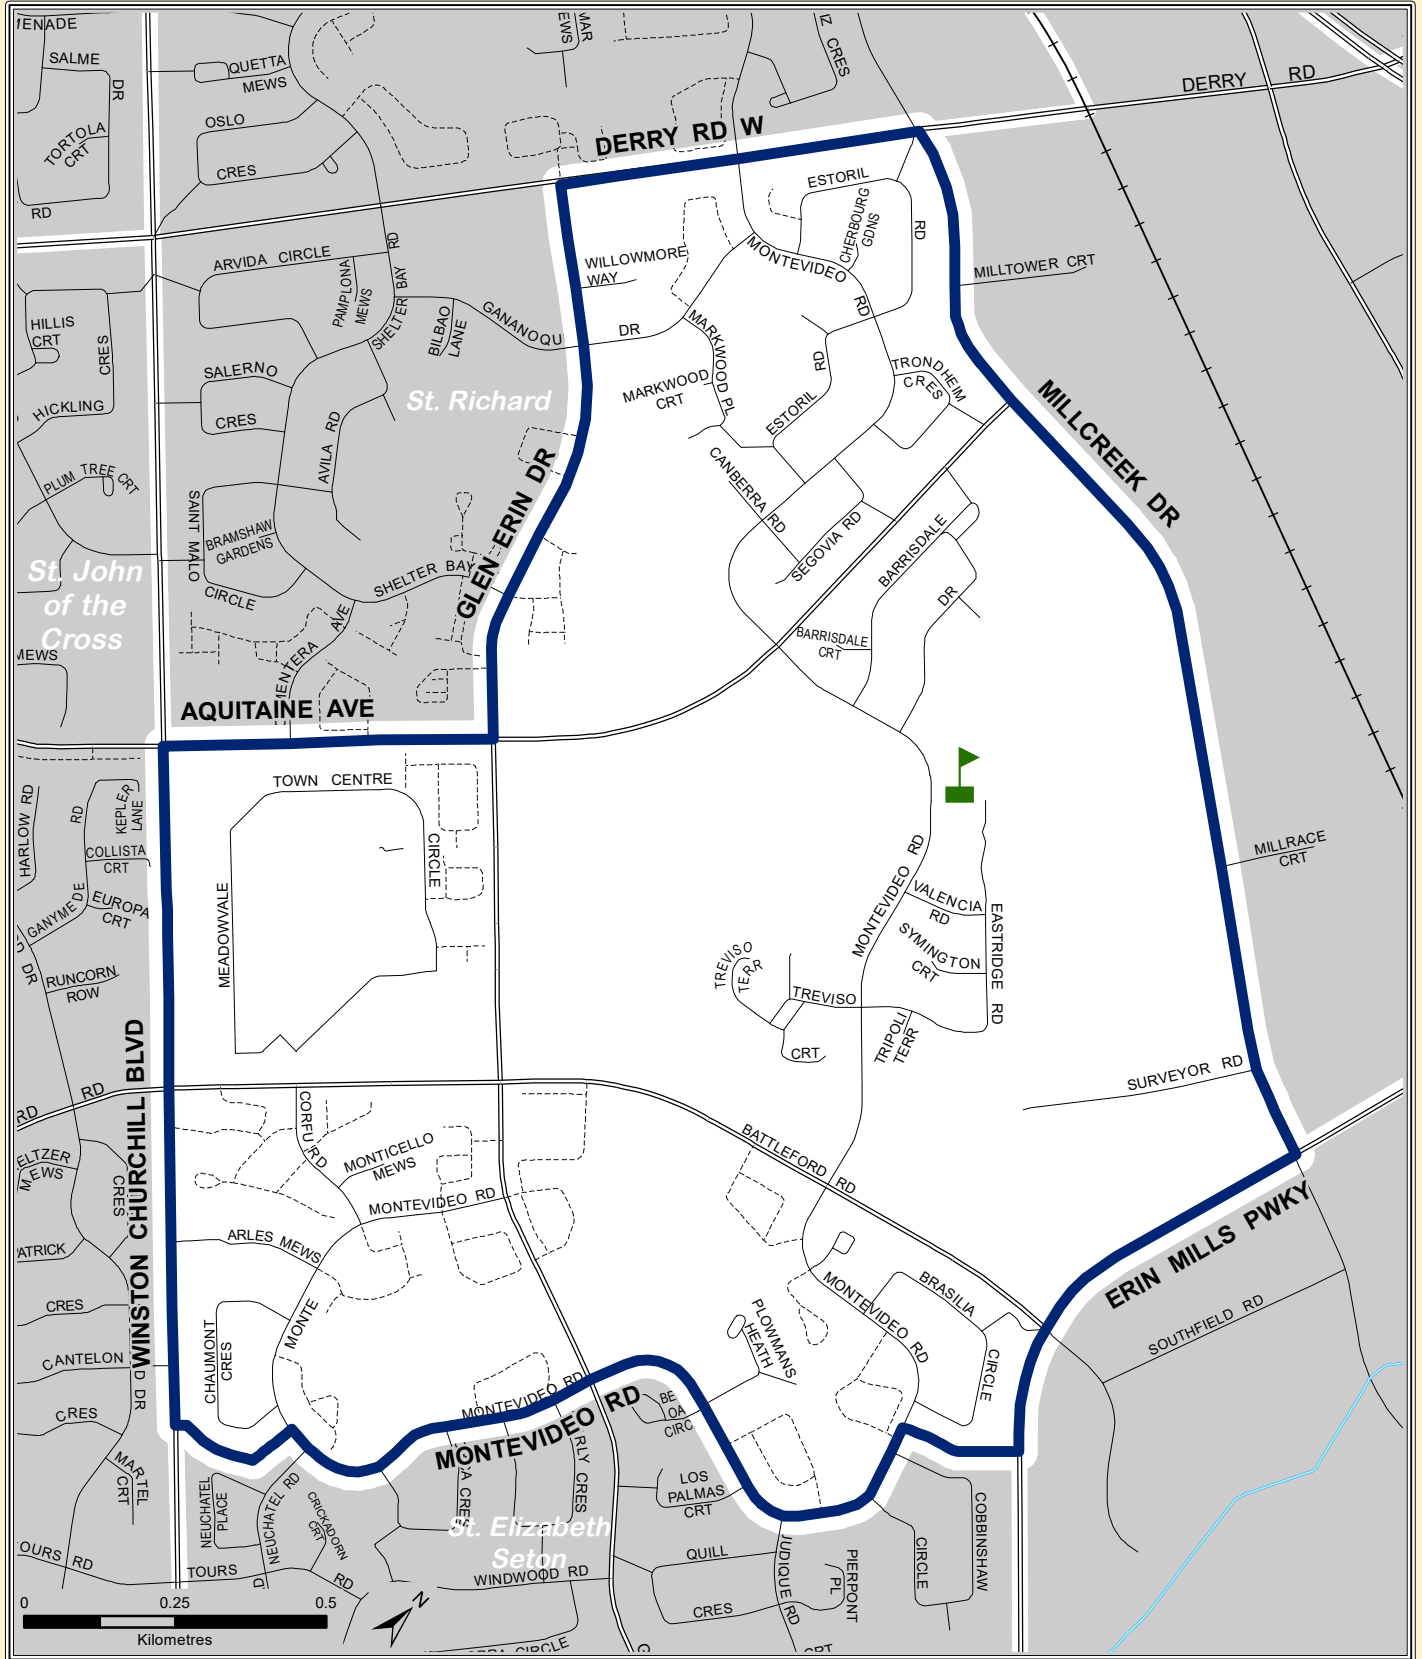 SALME
DR
TORTOLA
CRT
RD
QUETTA
MEWS
OSLO
CRES
DERRY RD W
DERRY RD
ESTORIL
CHERBOURG
GDNS
RD
MONTEVIDEO
RD
MILLTOWER CRT
ARVIDA CIRCLE
PAMPLONA
MEWS
RD
SHELTER BAY
BILBAO
LANE
WILLOWMORE
WAY
DR
HILLIS
CRT
CRES
HICKLING
SALERNO
CRES
AVILA RD
St. Richard
MARKWOOD PL
MARKWOOD
CRT
ESTORIL
RD
TRONDHEIM
CRES
MILLCREEK DR
PLUM TREE CRT
SAINT MALO
BRAMSHAW
GARDENS
CIRCLE
SHELTER BAY
GLEN ERIN DR
CANBERRA RD
SEGOVIA RD
BARRISDALE
DR
BARRISDALE
CRT
St. John
of the
Cross
MEWS
AVE
AQUITAINE AVE
TOWN CENTRE
CIRCLE
MEADOWVALE
HARLOW RD
RD
KEPLER
LANE
COLLISTA
CRT
GANYMEDE
EUROPA
CRT
DR
RUNCORN
ROW
MONTEVIDEO RD
VALENCIA
RD
SYMINGTON
CRT
EASTRIDGE RD
MILLRACE
CRT
TREVISO
TERR
TREVISO
CRT
TRIPOLI
TERR
SURVEYOR RD
WINSTON CHURCHILL BLVD
RD
RD
CORFU RD
MONTICELLO
MEWS
MONTEVIDEO RD
BATTLEFORD
RD
CRES
ARLES MEWS
ERIN MILLS PWKY
CRES
CANTELON
CRES
CHAUMONT
CRES
MONTE
PLOWMANS
HEATH
MONTEVIDEO RD
BRASILIA
CIRCLE
SOUTHFIELD RD
MONTEVIDEO RD
MONTEVIDEO RD
MARTEL
CRT
NEUCHATEL
PLACE
NEUCHATEL RD
CRICKADORN
CRT
LOS
PALMAS
CRT
St. Elizabeth
Seton
TOURS
RD
WINDWOOD RD
QUILL
CRES
JUDIQUE RD
PIERPONT
PL
CIRCLE
COBBINSHAW
0 0.25 0.5
Kilometres
N